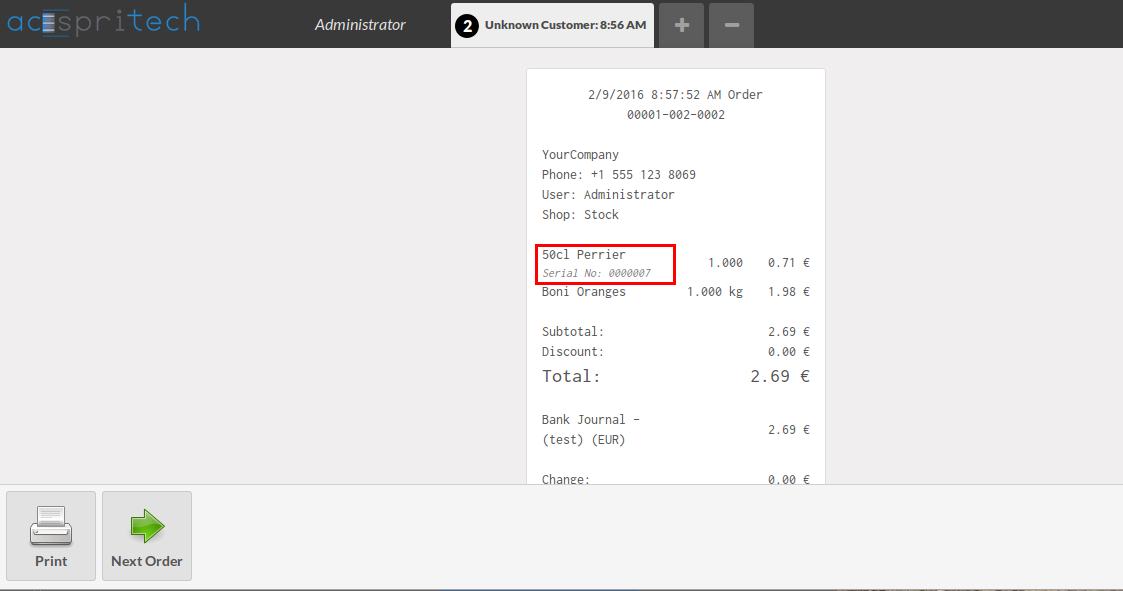 acespritech
Administrator
2 Unknown Customer: 8:56 AM
+ −
2/9/2016 8:57:52 AM Order
00001-002-0002
YourCompany
Phone: +1 555 123 8069
User: Administrator
Shop: Stock
50cl Perrier 1.000 0.71 €
Serial No: 0000007
Boni Oranges 1.000 kg 1.98 €
Subtotal: 2.69 €
Discount: 0.00 €
Total: 2.69 €
Bank Journal - 2.69 €
(test) (EUR)
Change: 0.00 €
Print
Next Order